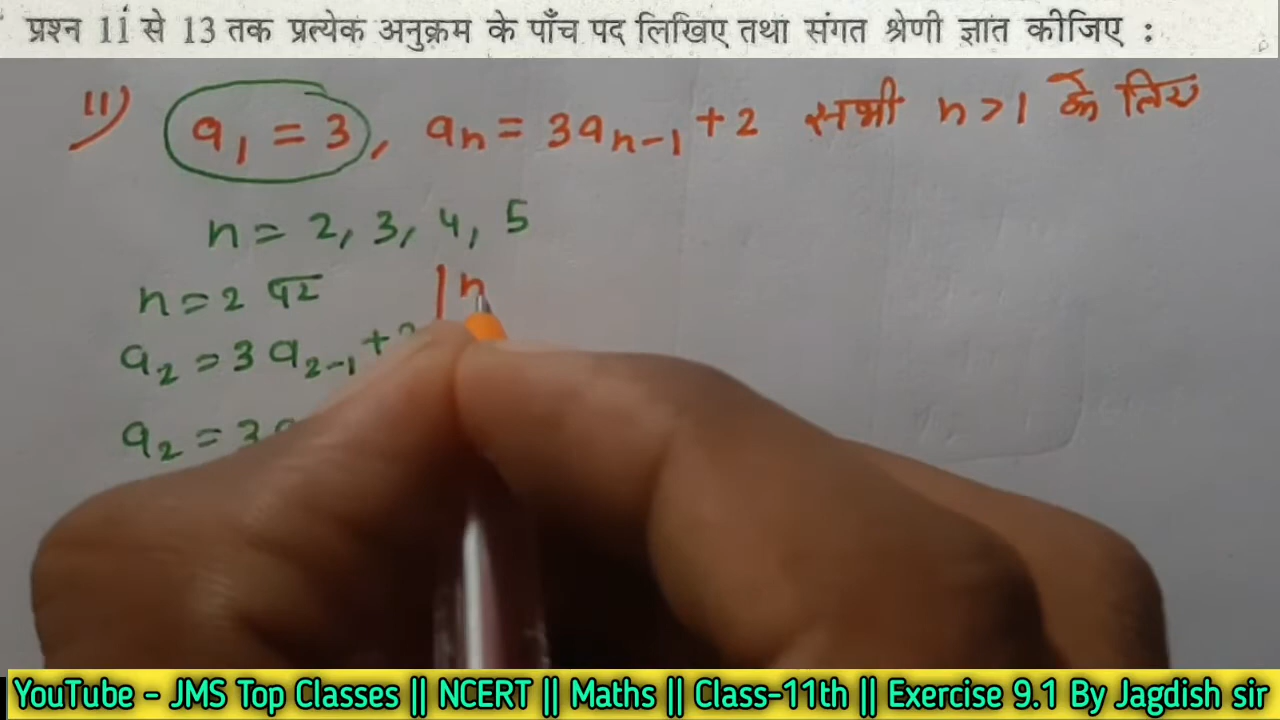 प्रश्न 11 से 13 तक प्रत्येक अनुक्रम के पाँच पद लिखिए तथा संगत श्रेणी ज्ञात कीजिए :
11) a₁ = 3, aₙ = 3aₙ₋₁ + 2 सभी n > 1 के लिए
n = 2, 3, 4, 5
n = 2 पर
a₂ = 3 a₂₋₁ +
a₂ = 3
n
YouTube - JMS Top Classes || NCERT || Maths || Class-11th || Exercise 9.1 By Jagdish sir